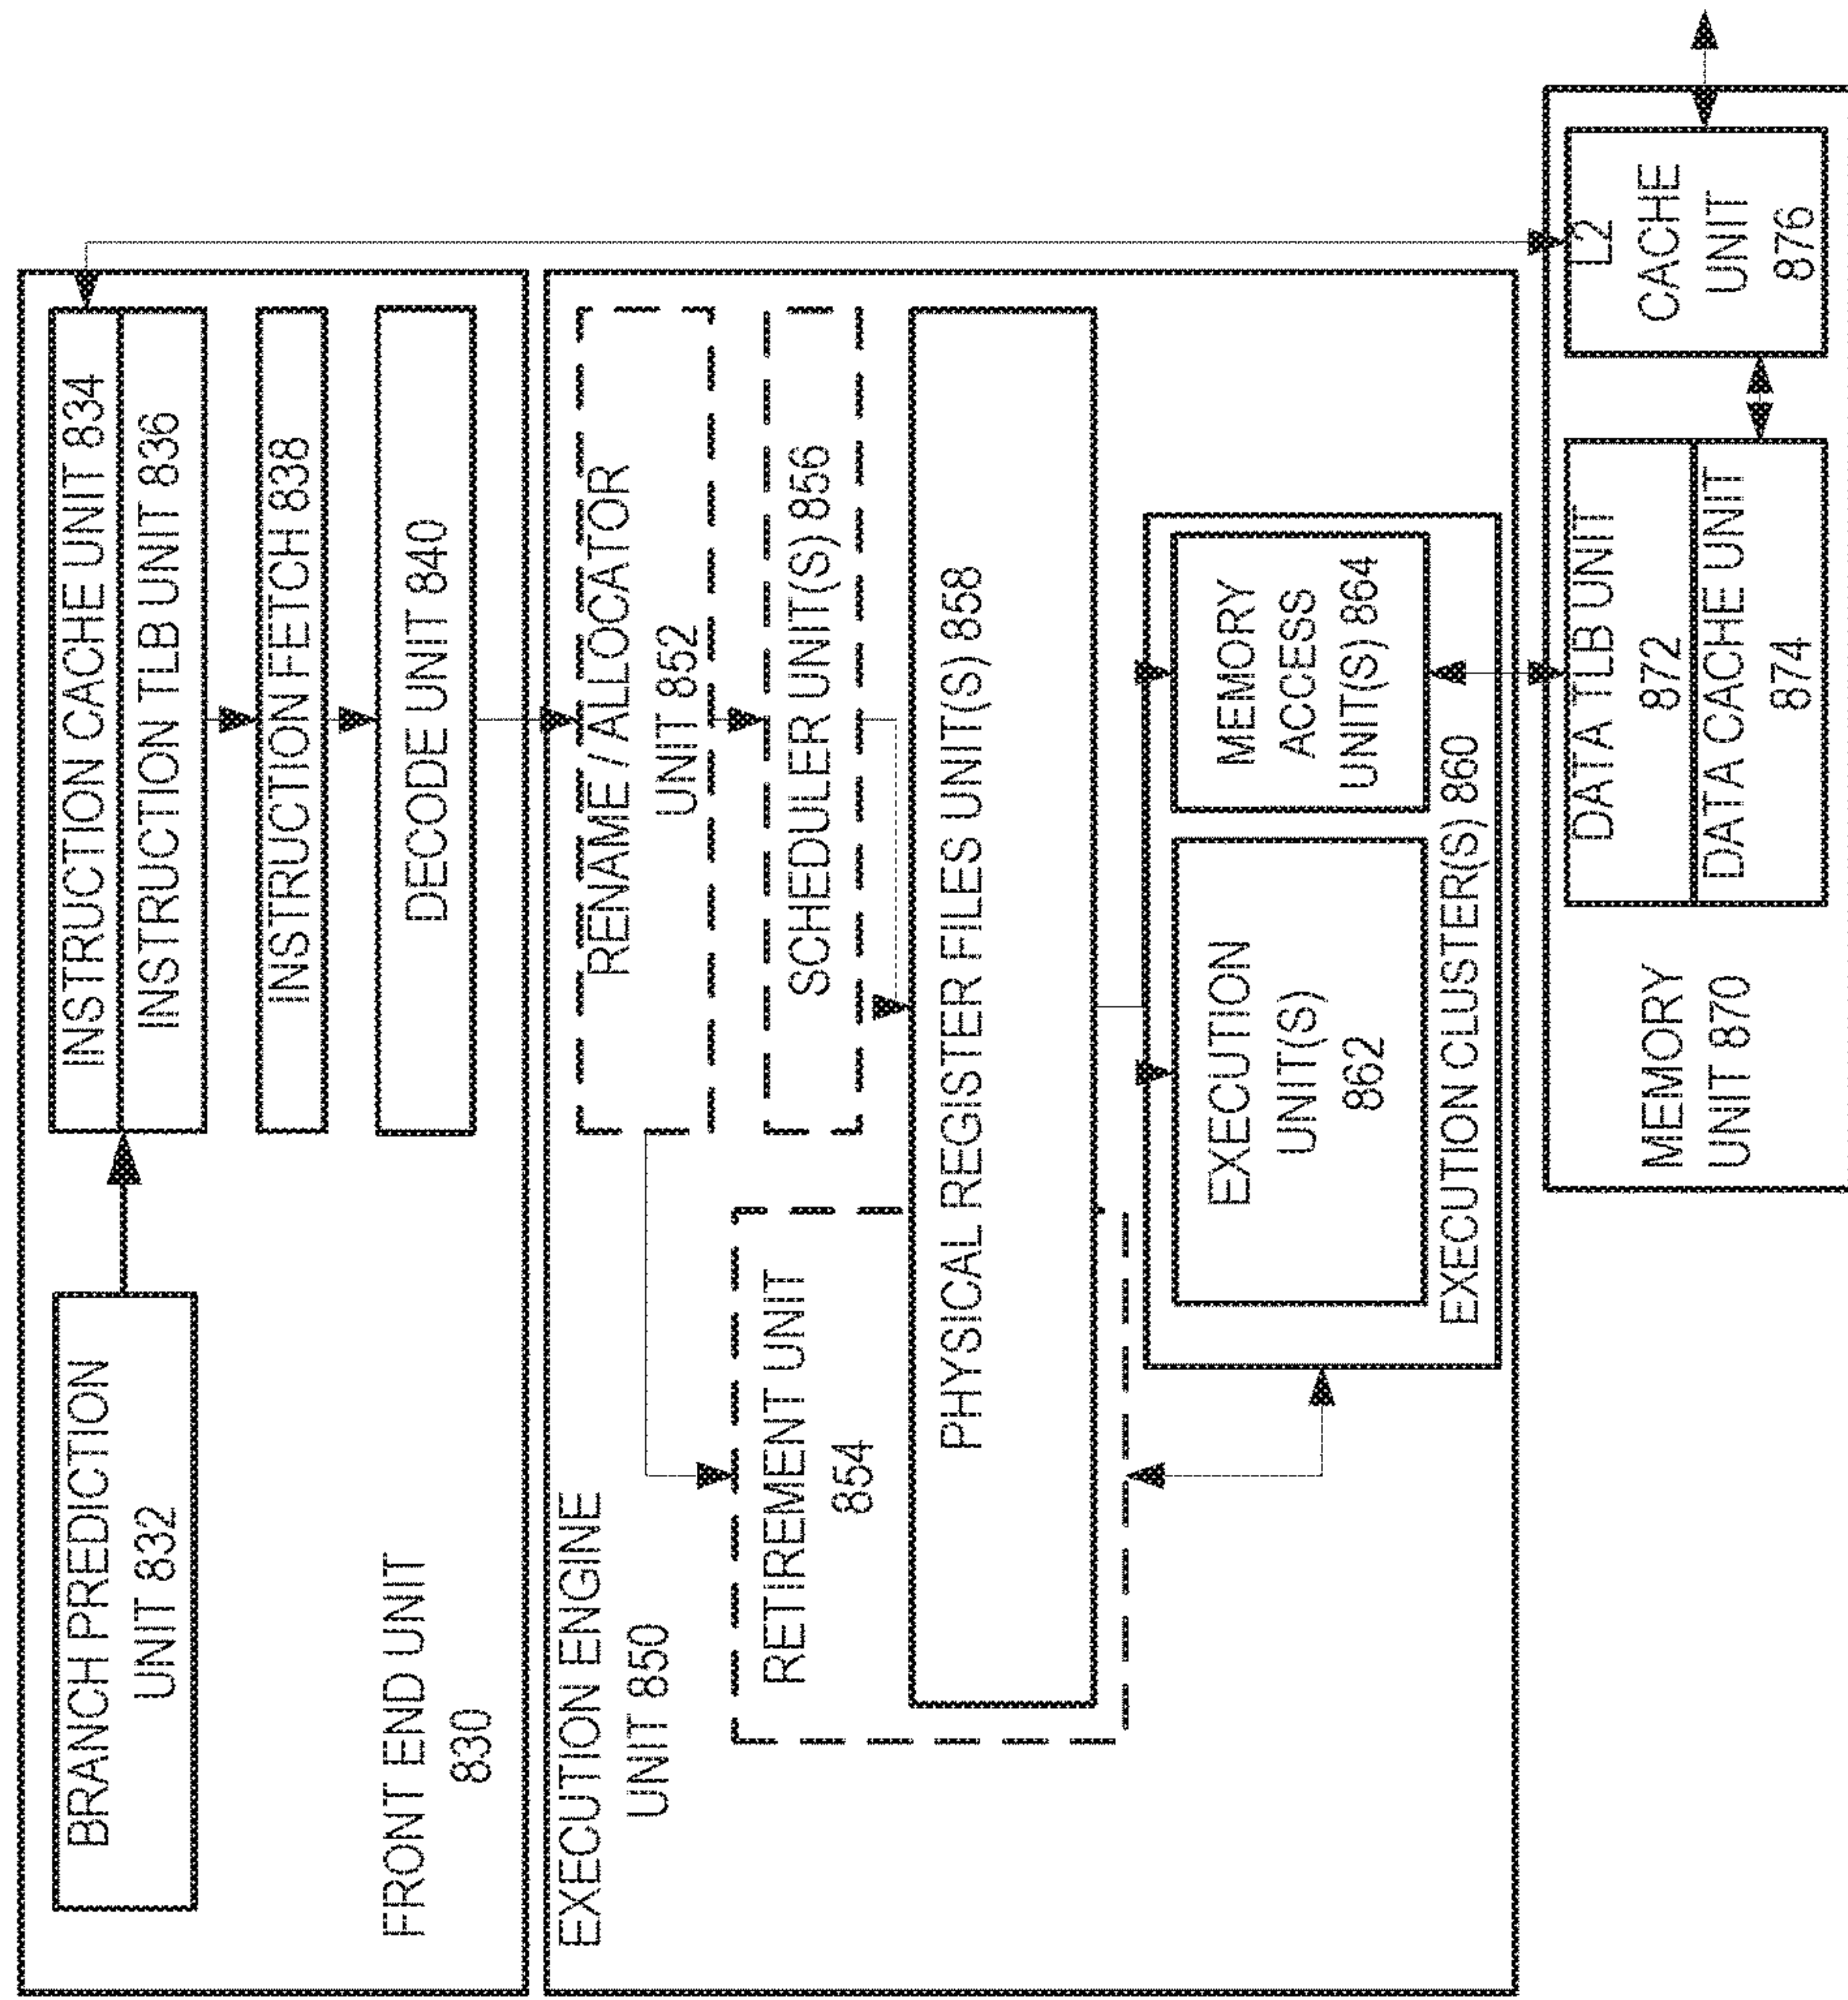 BRANCH PREDICTION
UNIT 832
INSTRUCTION CACHE UNIT 834
INSTRUCTION TLB UNIT 836
INSTRUCTION FETCH 838
DECODE UNIT 840
FRONT END UNIT
830
EXECUTION ENGINE
UNIT 850
RENAME / ALLOCATOR
UNIT 852
RETIREMENT UNIT
854
SCHEDULER UNIT(S) 856
PHYSICAL REGISTER FILES UNIT(S) 858
EXECUTION
UNIT(S)
862
MEMORY
ACCESS
UNIT(S) 864
EXECUTION CLUSTER(S) 860
MEMORY
UNIT 870
DATA TLB UNIT
872
DATA CACHE UNIT
874
L2
CACHE
UNIT
876